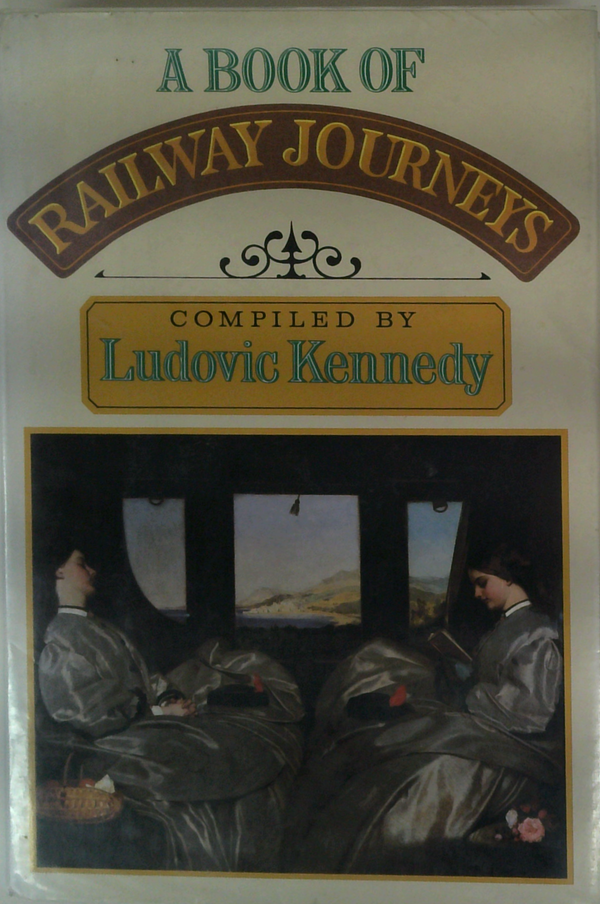 A BOOK OF
RAILWAY JOURNEYS
COMPILED BY
Ludovic Kennedy